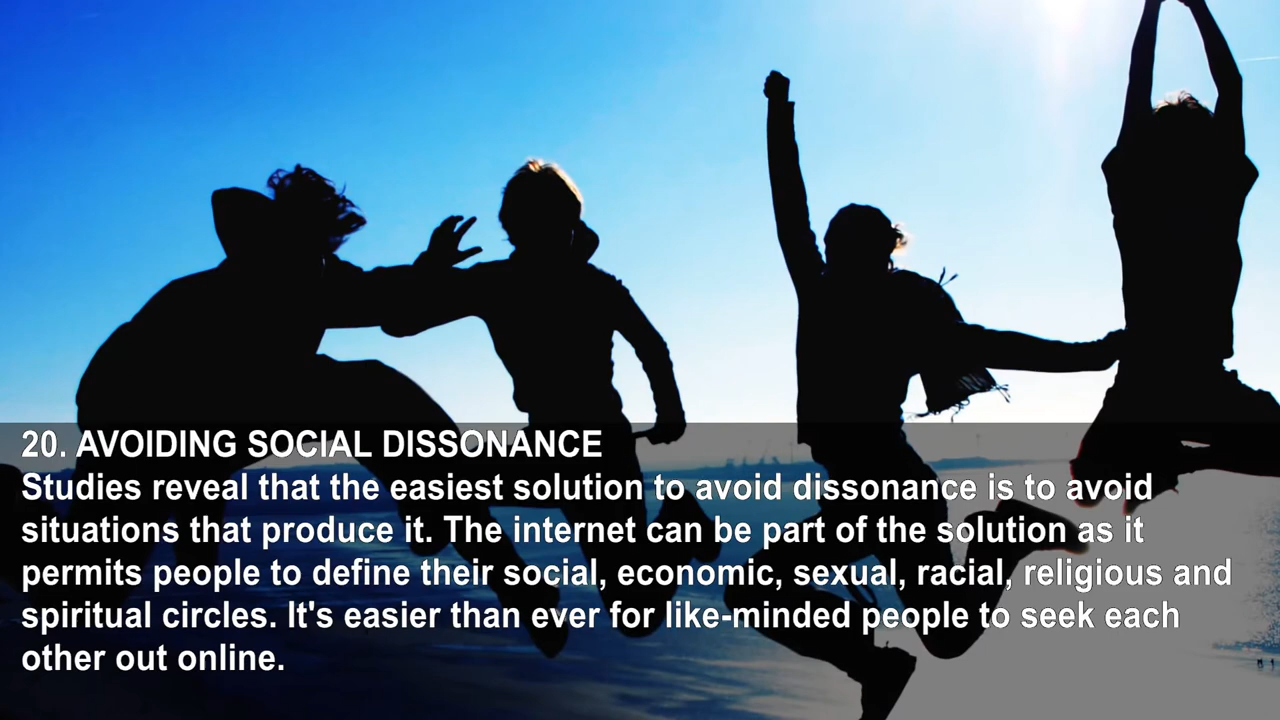 20. AVOIDING SOCIAL DISSONANCE
Studies reveal that the easiest solution to avoid dissonance is to avoid
situations that produce it. The internet can be part of the solution as it
permits people to define their social, economic, sexual, racial, religious and
spiritual circles. It's easier than ever for like-minded people to seek each
other out online.